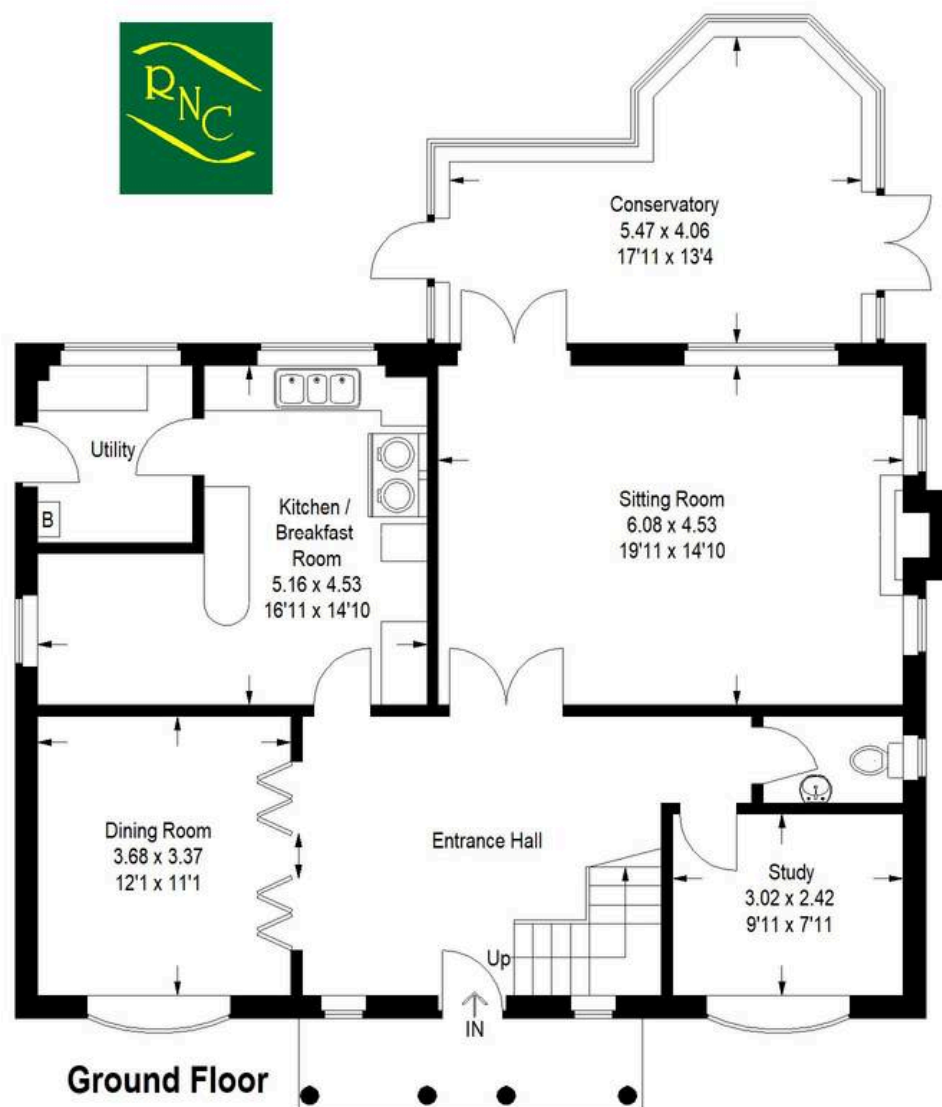 RNC
Conservatory
5.47 x 4.06
17'11 x 13'4
Utility
B
Kitchen /
Breakfast
Room
5.16 x 4.53
16'11 x 14'10
Sitting Room
6.08 x 4.53
19'11 x 14'10
Dining Room
3.68 x 3.37
12'1 x 11'1
Entrance Hall
Study
3.02 x 2.42
9'11 x 7'11
Up
IN
Ground Floor